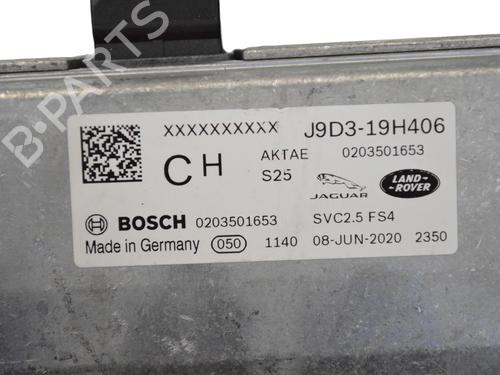 XXXXXXXXXX J9D3-19H406
CH AKTAE 0203501653
S25 JAGUAR LAND ROVER
BOSCH 0203501653 SVC2.5 FS4
Made in Germany 050 1140 08-JUN-2020 2350
B-PARTS